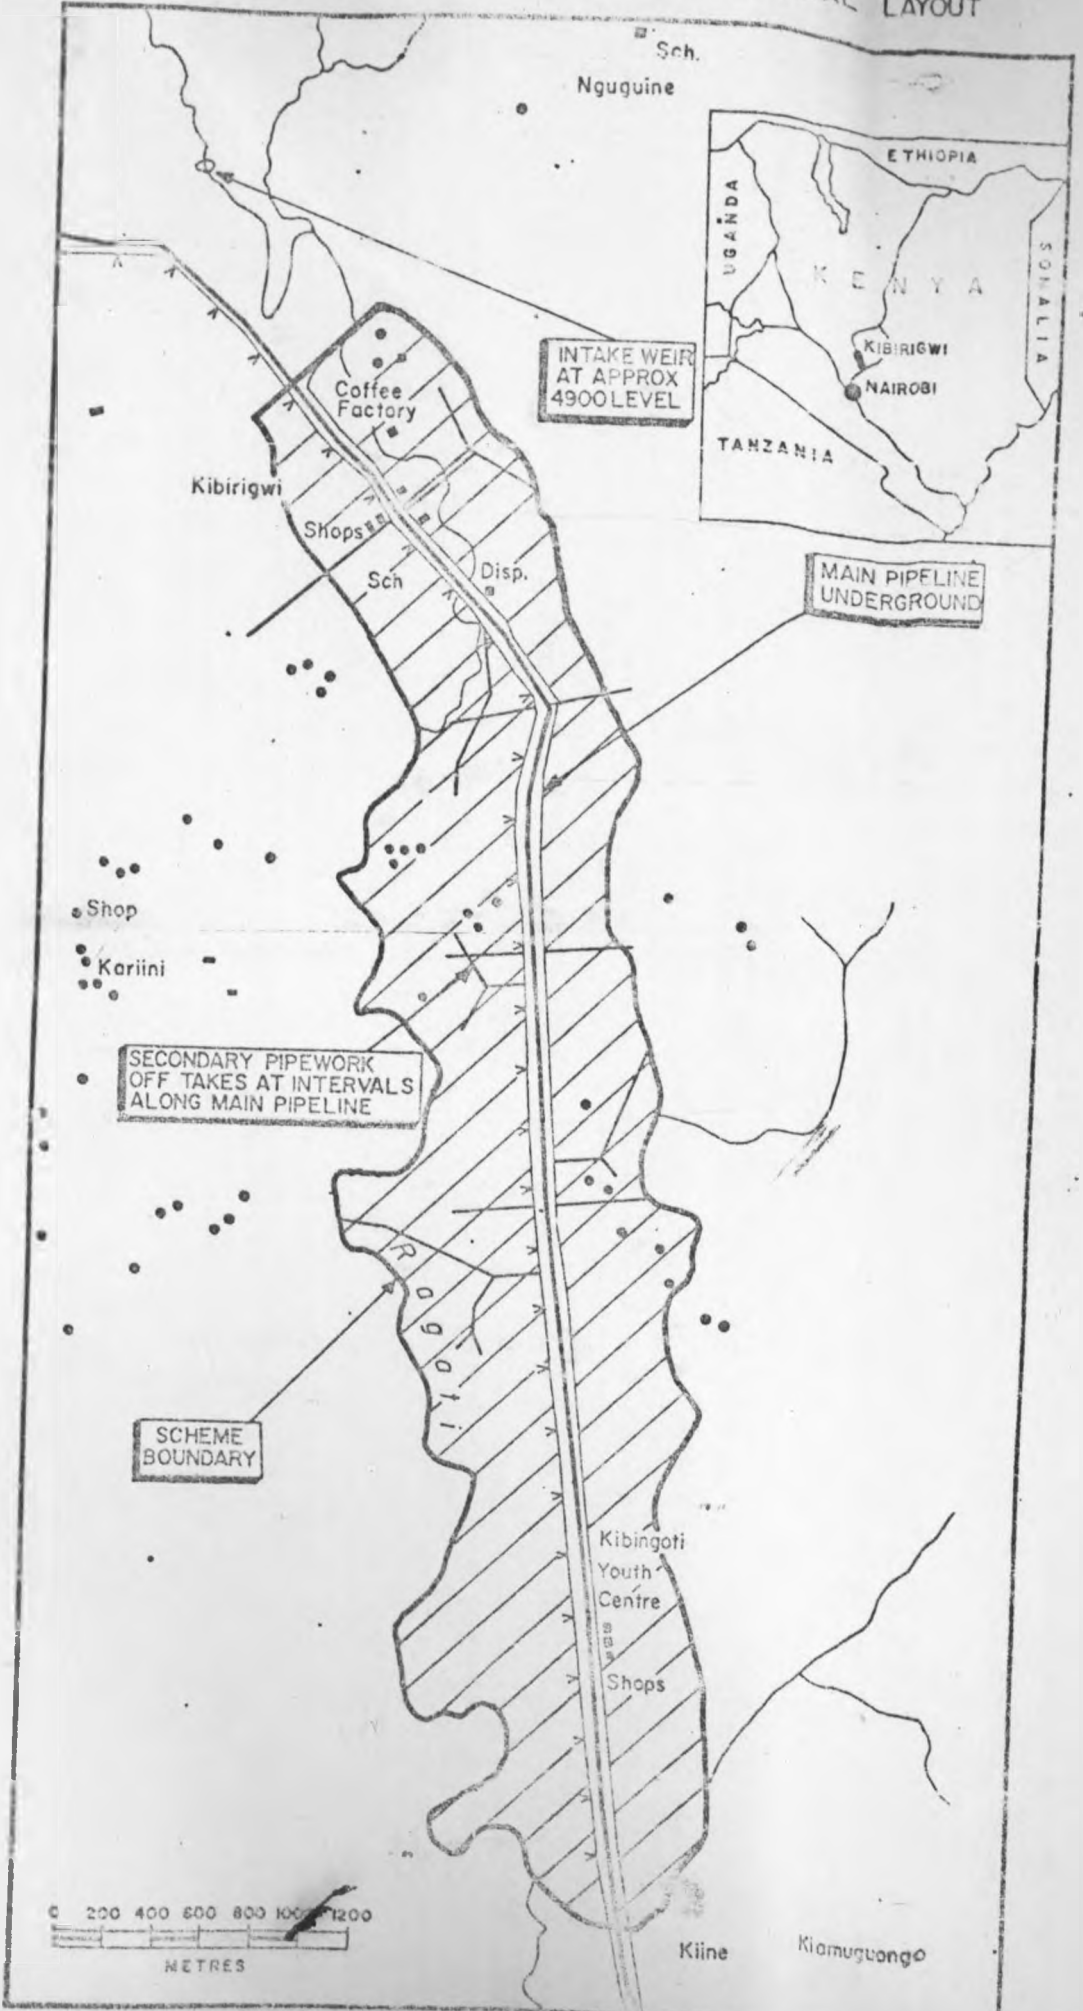 LAYOUT
Sch.
Nguguine
ETHIOPIA
UGANDA
KENYA
SOMALIA
KIBIRIGWI
NAIROBI
TANZANIA
INTAKE WEIR
AT APPROX
4900 LEVEL
Coffee
Factory
Kibirigwi
Shops
Sch
Disp.
MAIN PIPELINE
UNDERGROUND
Shop
Kariini
SECONDARY PIPEWORK
OFF TAKES AT INTERVALS
ALONG MAIN PIPELINE
Ragati
SCHEME
BOUNDARY
Kibingoti
Youth
Centre
Shops
0 200 400 600 800 1000 1200
METRES
Kiine
Kiamuguongo